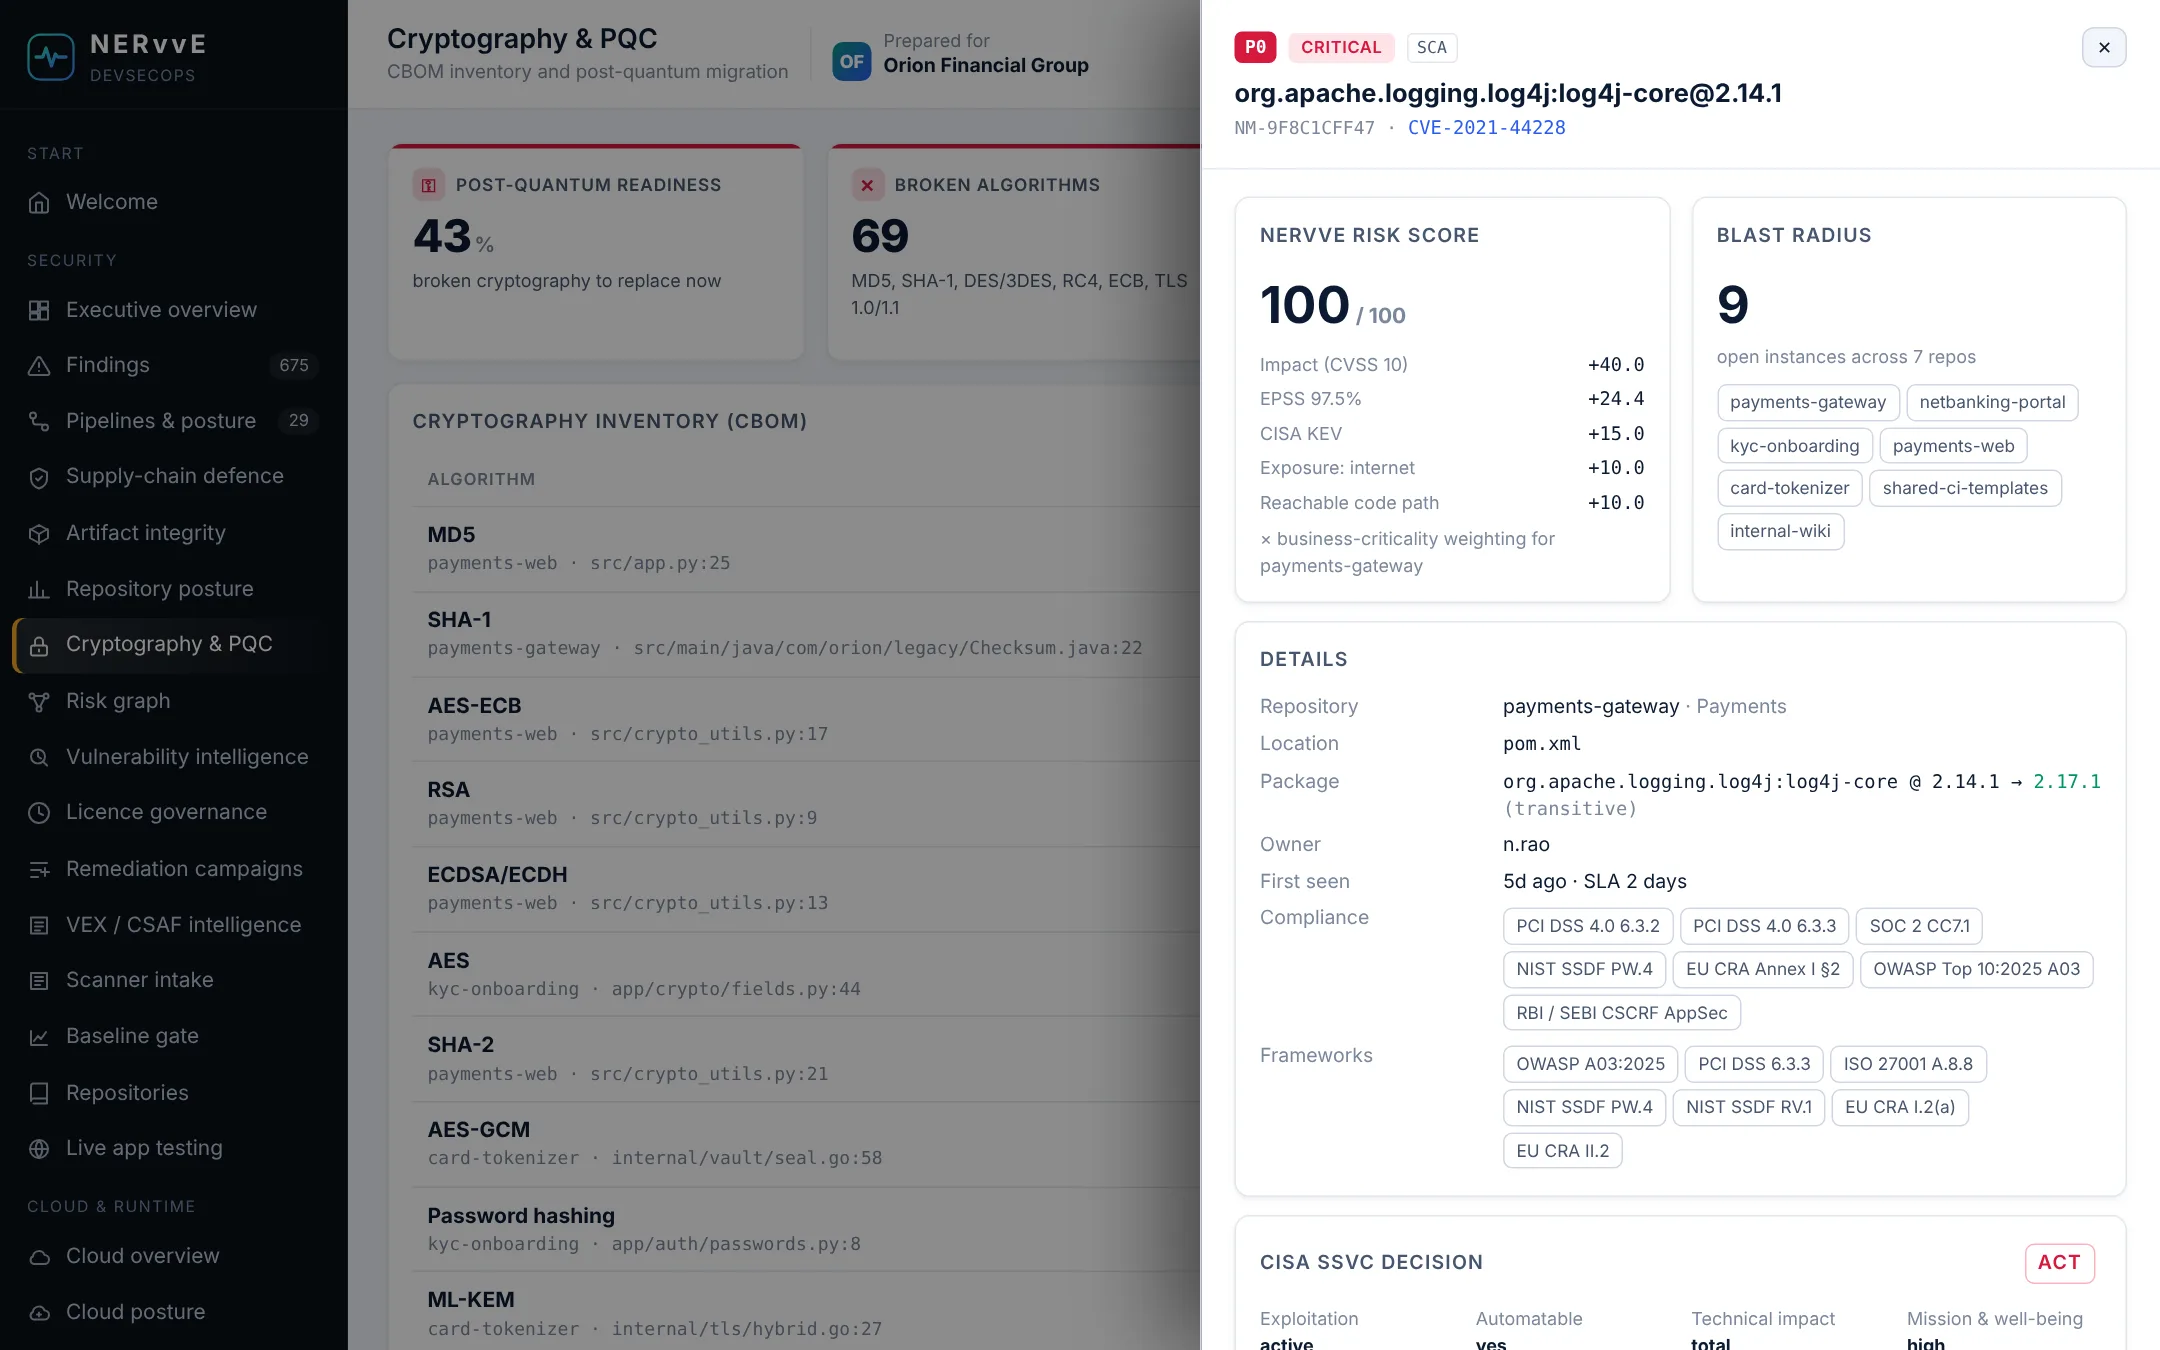 NERvvE
DEVSECOPS
START
Welcome
SECURITY
Executive overview
Findings 675
Pipelines & posture 29
Supply-chain defence
Artifact integrity
Repository posture
Cryptography & PQC
Risk graph
Vulnerability intelligence
Licence governance
Remediation campaigns
VEX / CSAF intelligence
Scanner intake
Baseline gate
Repositories
Live app testing
CLOUD & RUNTIME
Cloud overview
Cloud posture
Cryptography & PQC
CBOM inventory and post-quantum migration
OF
Prepared for
Orion Financial Group
POST-QUANTUM READINESS
43%
broken cryptography to replace now
BROKEN ALGORITHMS
69
MD5, SHA-1, DES/3DES, RC4, ECB, TLS
1.0/1.1
CRYPTOGRAPHY INVENTORY (CBOM)
ALGORITHM
MD5
payments-web · src/app.py:25
SHA-1
payments-gateway · src/main/java/com/orion/legacy/Checksum.java:22
AES-ECB
payments-web · src/crypto_utils.py:17
RSA
payments-web · src/crypto_utils.py:9
ECDSA/ECDH
payments-web · src/crypto_utils.py:13
AES
kyc-onboarding · app/crypto/fields.py:44
SHA-2
payments-web · src/crypto_utils.py:21
AES-GCM
card-tokenizer · internal/vault/seal.go:58
Password hashing
kyc-onboarding · app/auth/passwords.py:8
ML-KEM
card-tokenizer · internal/tls/hybrid.go:27
P0 CRITICAL SCA
×
org.apache.logging.log4j:log4j-core@2.14.1
NM-9F8C1CFF47 · CVE-2021-44228
NERVVE RISK SCORE
100 / 100
Impact (CVSS 10) +40.0
EPSS 97.5% +24.4
CISA KEV +15.0
Exposure: internet +10.0
Reachable code path +10.0
× business-criticality weighting for
payments-gateway
BLAST RADIUS
9
open instances across 7 repos
payments-gateway netbanking-portal
kyc-onboarding payments-web
card-tokenizer shared-ci-templates
internal-wiki
DETAILS
Repository payments-gateway · Payments
Location pom.xml
Package org.apache.logging.log4j:log4j-core @ 2.14.1 → 2.17.1
(transitive)
Owner n.rao
First seen 5d ago · SLA 2 days
Compliance PCI DSS 4.0 6.3.2 PCI DSS 4.0 6.3.3 SOC 2 CC7.1
NIST SSDF PW.4 EU CRA Annex I §2 OWASP Top 10:2025 A03
RBI / SEBI CSCRF AppSec
Frameworks OWASP A03:2025 PCI DSS 6.3.3 ISO 27001 A.8.8
NIST SSDF PW.4 NIST SSDF RV.1 EU CRA I.2(a)
EU CRA II.2
CISA SSVC DECISION ACT
Exploitation Automatable Technical impact Mission & well-being
active yes total high